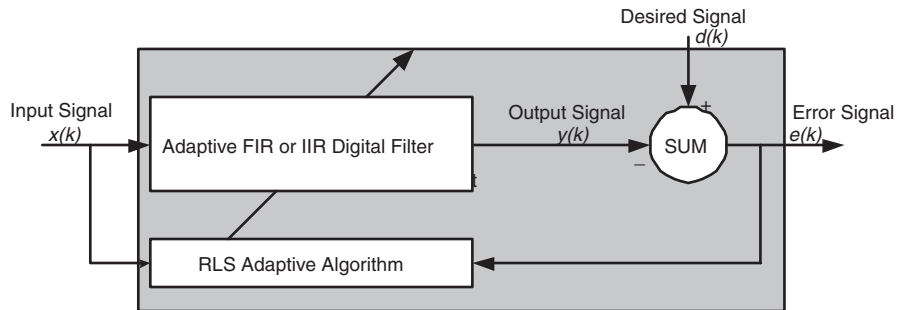 Desired Signal
d(k)
Input Signal
x(k)
Adaptive FIR or IIR Digital Filter
Output Signal
y(k)
+
−
SUM
Error Signal
e(k)
t
RLS Adaptive Algorithm